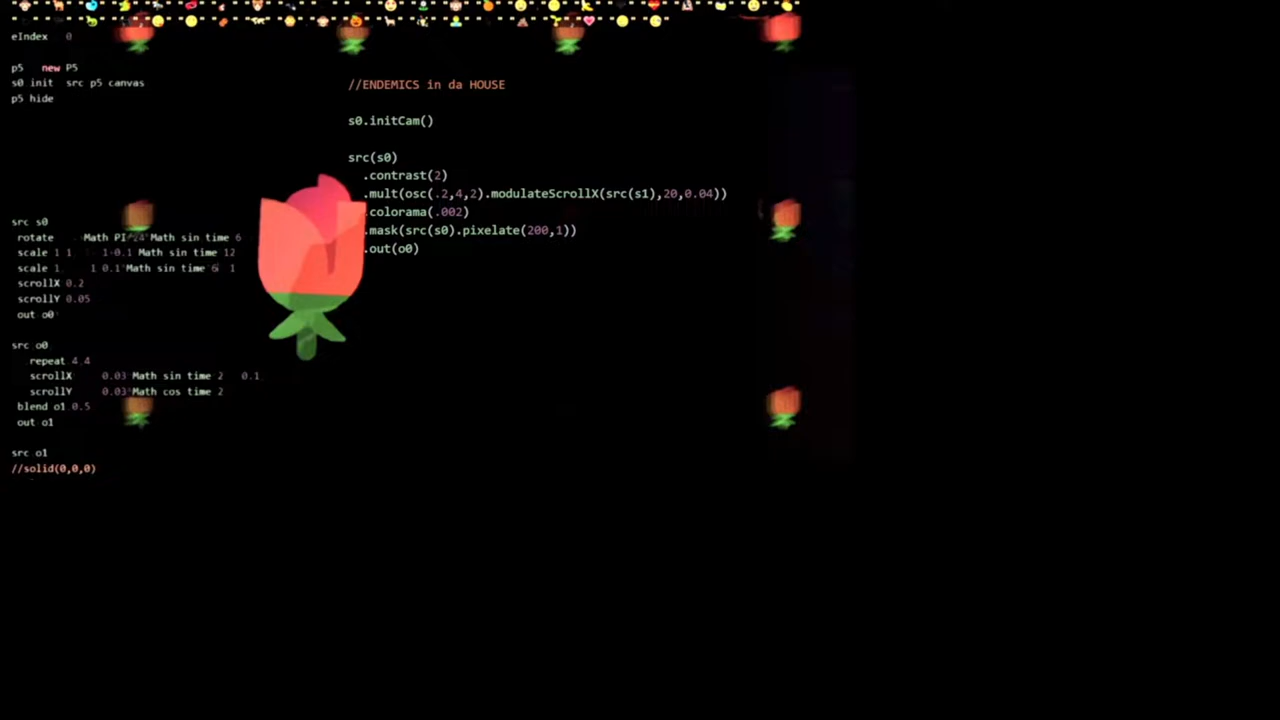 eIndex 0
p5 new P5
s0 init src p5 canvas
p5 hide
src s0
rotate Math PI/24*Math sin time 6
scale 1 1 1-0.1 Math sin time 12
scale 1 1 0.1*Math sin time 6 1
scrollX 0.2
scrollY 0.05
out o0
src o0
repeat 4 4
scrollX 0.03 Math sin time 2 0.1
scrollY 0.03*Math cos time 2
blend o1 0.5
out o1
src o1
//solid(0,0,0)
//ENDEMICS in da HOUSE
s0.initCam()
src(s0)
.contrast(2)
.mult(osc(.2,4,2).modulateScrollX(src(s1),20,0.04))
.colorama(.002)
.mask(src(s0).pixelate(200,1))
.out(o0)